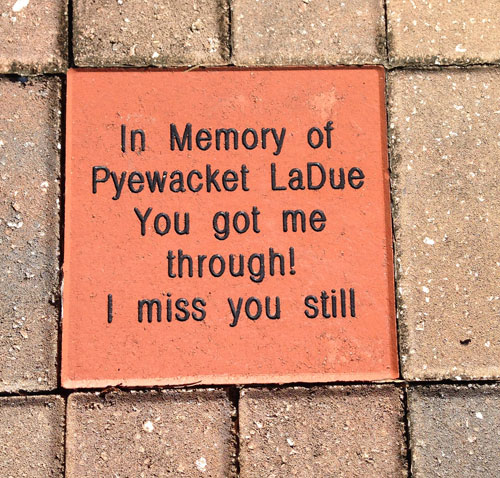 In Memory of
Pyewacket LaDue
You got me
through!
I miss you still